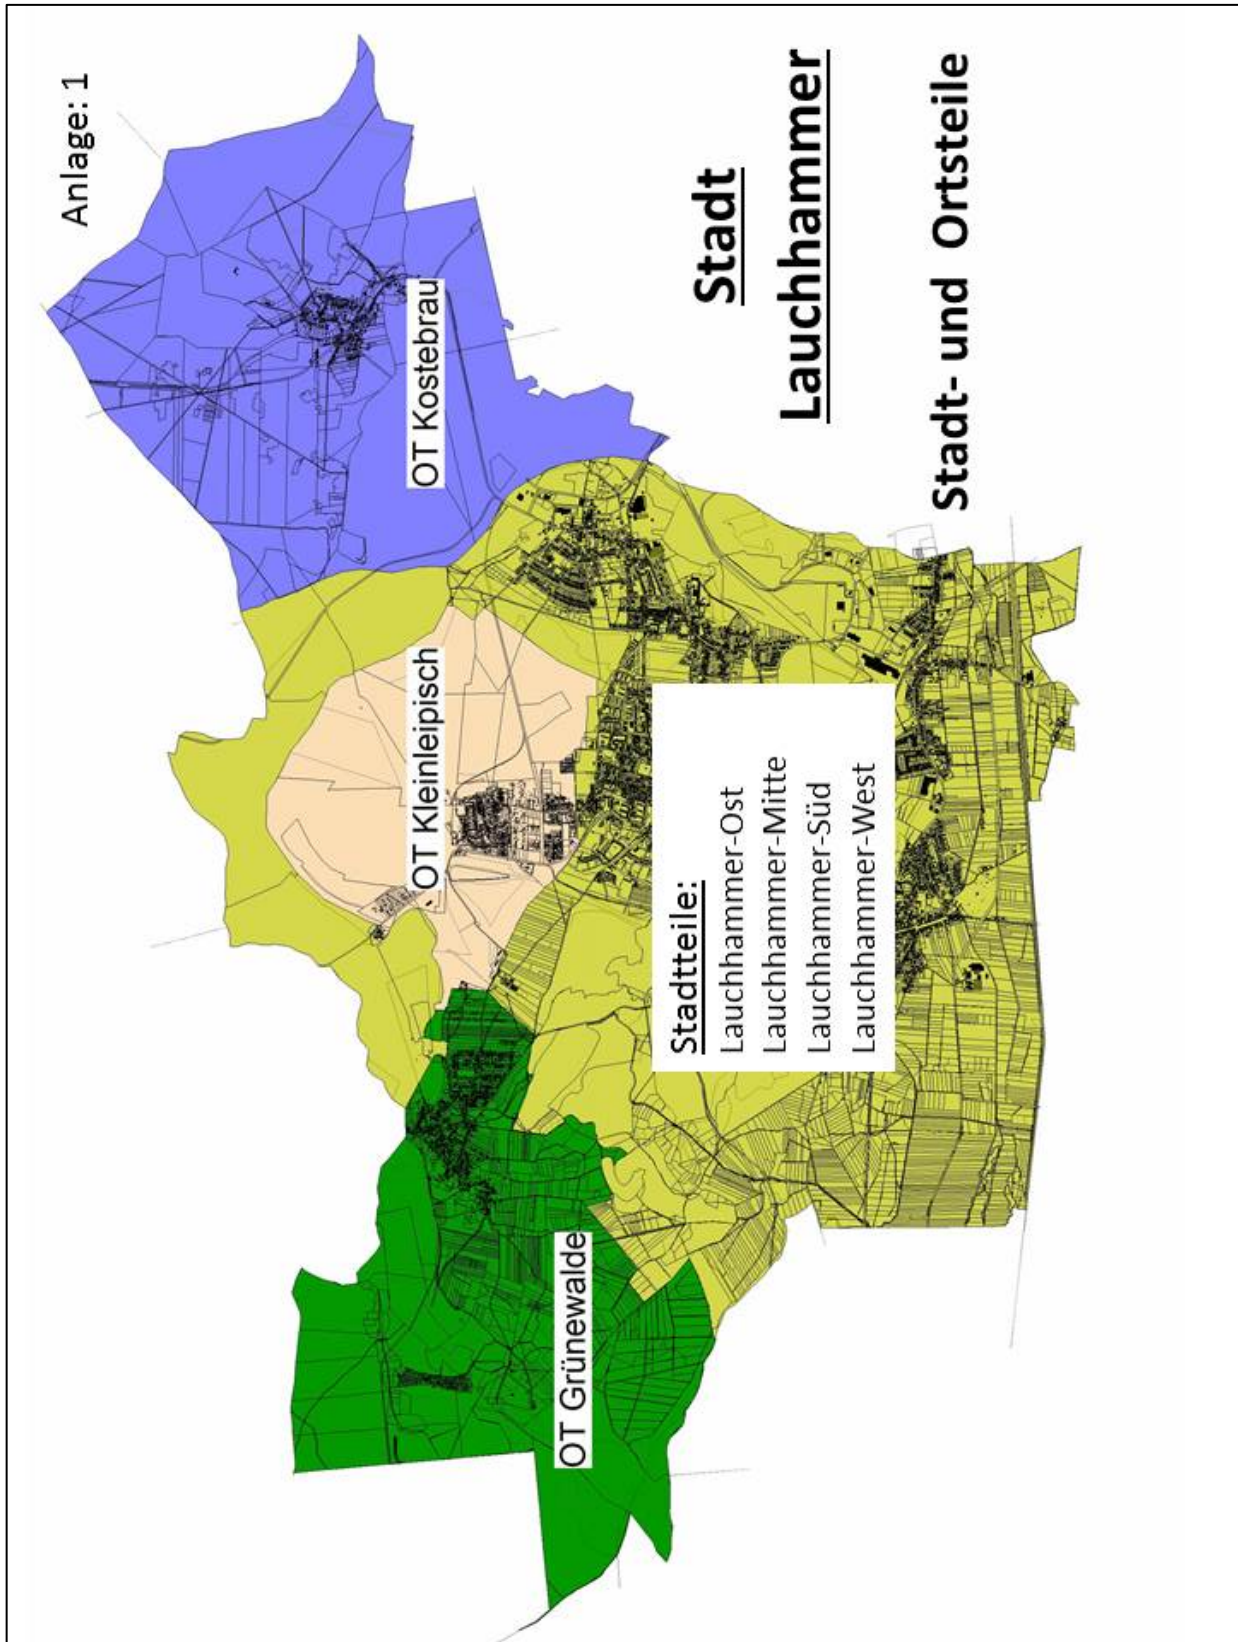 Anlage: 1
OT Kostebrau
OT Kleinleipisch
OT Grünewalde
Stadtteile:
Lauchhammer-Ost
Lauchhammer-Mitte
Lauchhammer-Süd
Lauchhammer-West
Stadt
Lauchhammer
Stadt- und Ortsteile